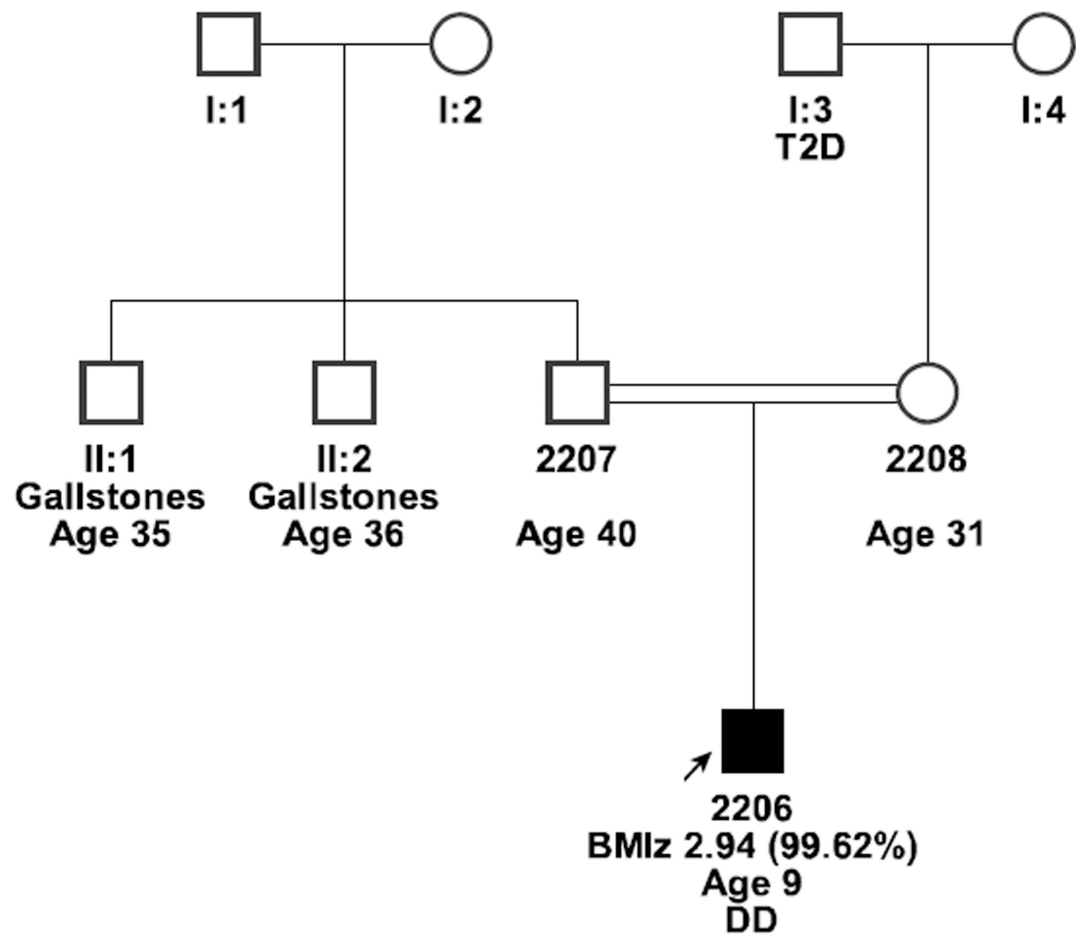 I:1
I:2
I:3
T2D
I:4
II:1
Gallstones
Age 35
II:2
Gallstones
Age 36
2207
Age 40
2208
Age 31
2206
BMIz 2.94 (99.62%)
Age 9
DD